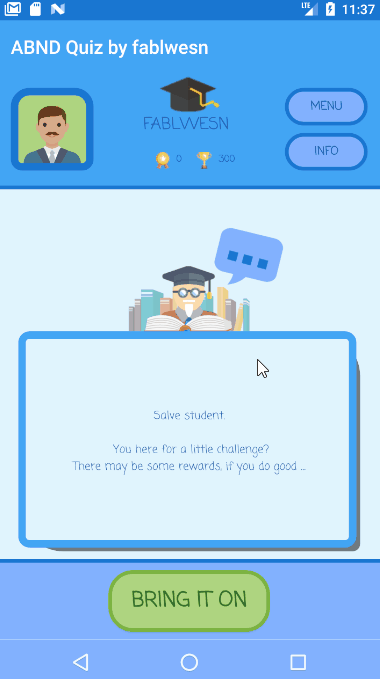 LTE 11:37
ABND Quiz by fablwesn
FABLWESN
MENU
0 300
INFO
Salve student.
You here for a little challenge?
There may be some rewards, if you do good ...
BRING IT ON